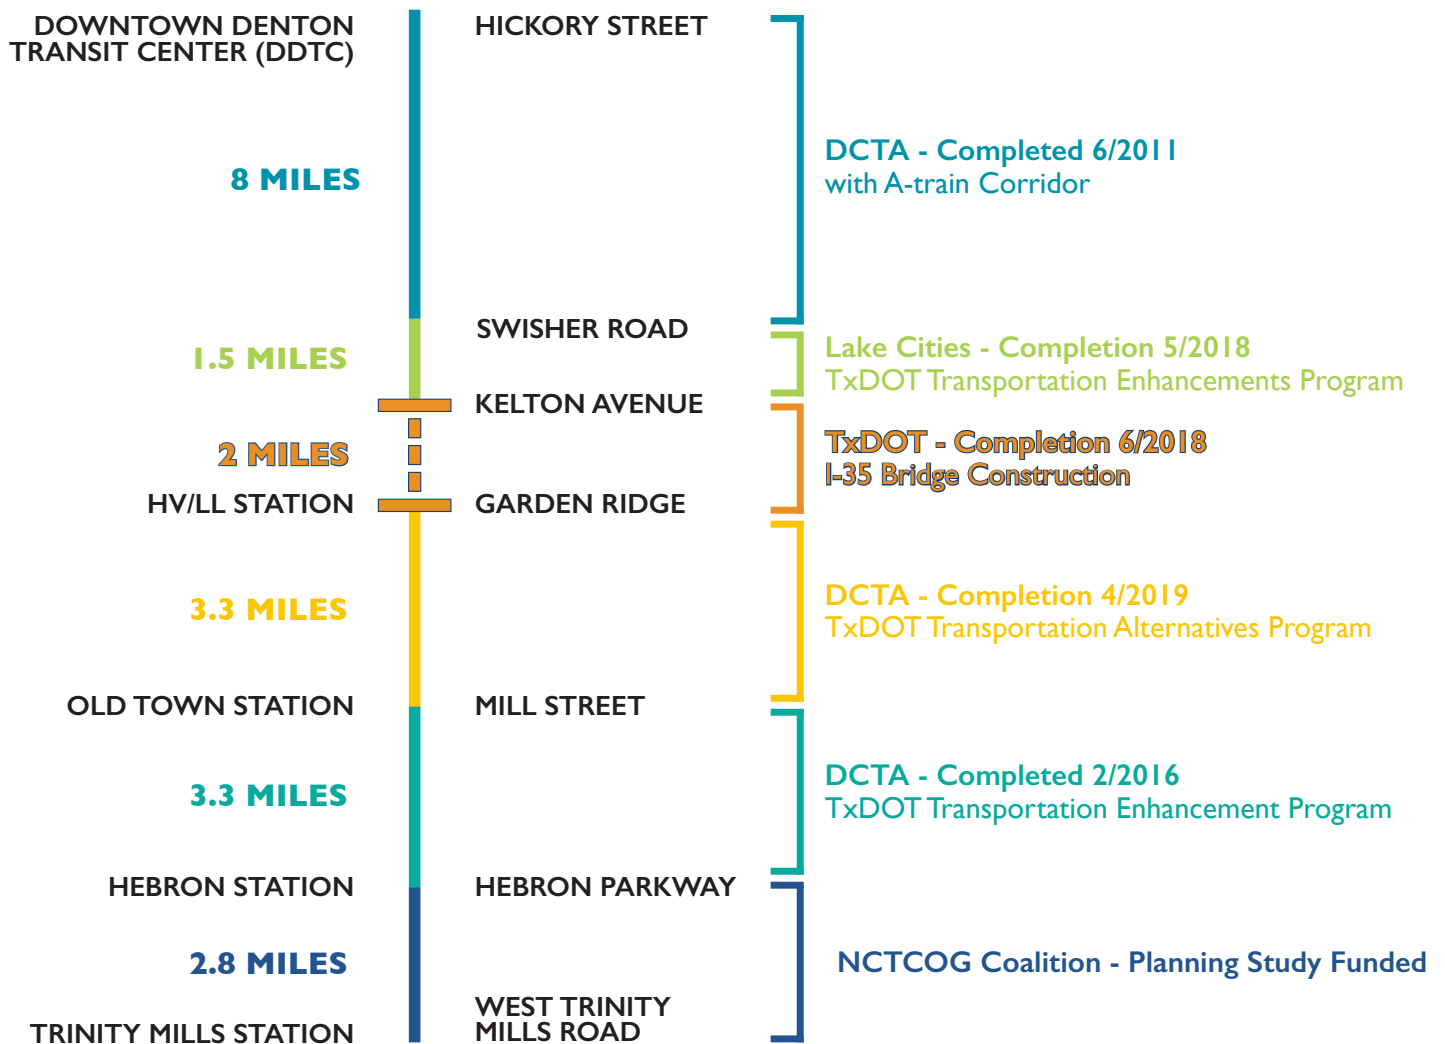 DOWNTOWN DENTON
TRANSIT CENTER (DDTC)
HICKORY STREET
DCTA - Completed 6/2011
with A-train Corridor
8 MILES
SWISHER ROAD
1.5 MILES
Lake Cities - Completion 5/2018
TxDOT Transportation Enhancements Program
KELTON AVENUE
2 MILES
TxDOT - Completion 6/2018
I-35 Bridge Construction
HV/LL STATION
GARDEN RIDGE
3.3 MILES
DCTA - Completion 4/2019
TxDOT Transportation Alternatives Program
OLD TOWN STATION
MILL STREET
3.3 MILES
DCTA - Completed 2/2016
TxDOT Transportation Enhancement Program
HEBRON STATION
HEBRON PARKWAY
2.8 MILES
NCTCOG Coalition - Planning Study Funded
WEST TRINITY
MILLS ROAD
TRINITY MILLS STATION